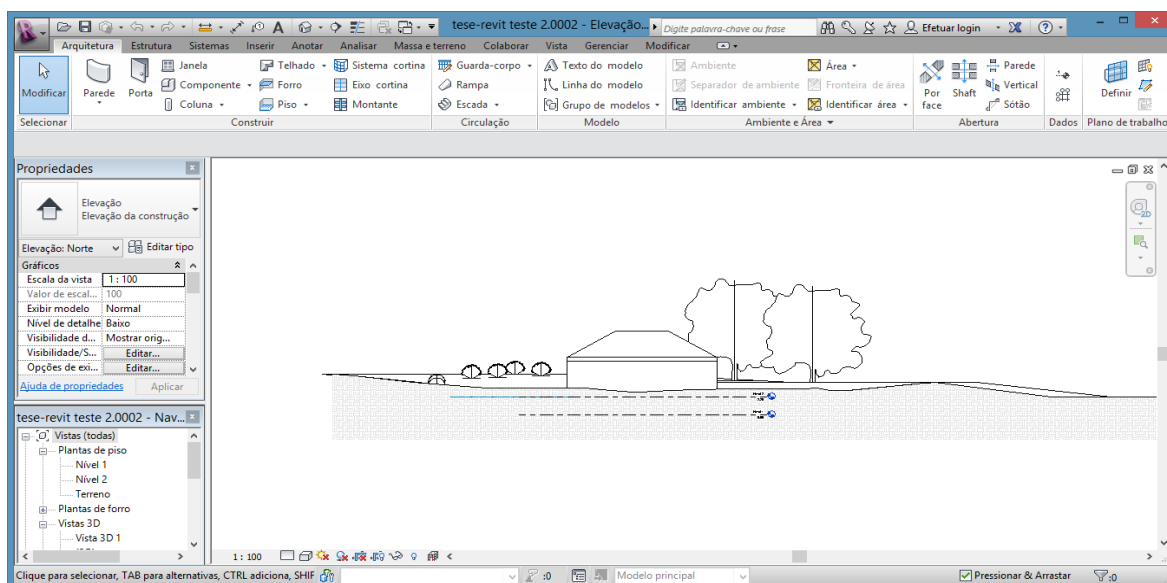 tese-revit teste 2.0002 - Elevação... Digite palavra-chave ou frase Efetuar login
Arquitetura Estrutura Sistemas Inserir Anotar Analisar Massa e terreno Colaborar Vista Gerenciar Modificar
Janela Telhado Sistema cortina Guarda-corpo Texto do modelo Ambiente Área Parede
Modificar Parede Porta Componente Forro Eixo cortina Rampa Linha do modelo Separador de ambiente Fronteira de área Por face Shaft Vertical Definir
Coluna Piso Montante Escada Grupo de modelos Identificar ambiente Identificar área Sótão
Selecionar Construir Circulação Modelo Ambiente e Área Abertura Dados Plano de trabalho
Propriedades
Elevação
Elevação da construção
Elevação: Norte Editar tipo
Gráficos
Escala da vista 1 : 100
Valor de escal... 100
Exibir modelo Normal
Nível de detalhe Baixo
Visibilidade d... Mostrar orig...
Visibilidade/S... Editar...
Opções de exi... Editar...
Ajuda de propriedades Aplicar
2D
tese-revit teste 2.0002 - Nav...
Vistas (todas)
Plantas de piso
Nível 1
Nível 2
Terreno
Plantas de forro
Vistas 3D
Vista 3D 1
1 : 100
Clique para selecionar, TAB para alternativas, CTRL adiciona, SHIF :0 Modelo principal Pressionar & Arrastar :0